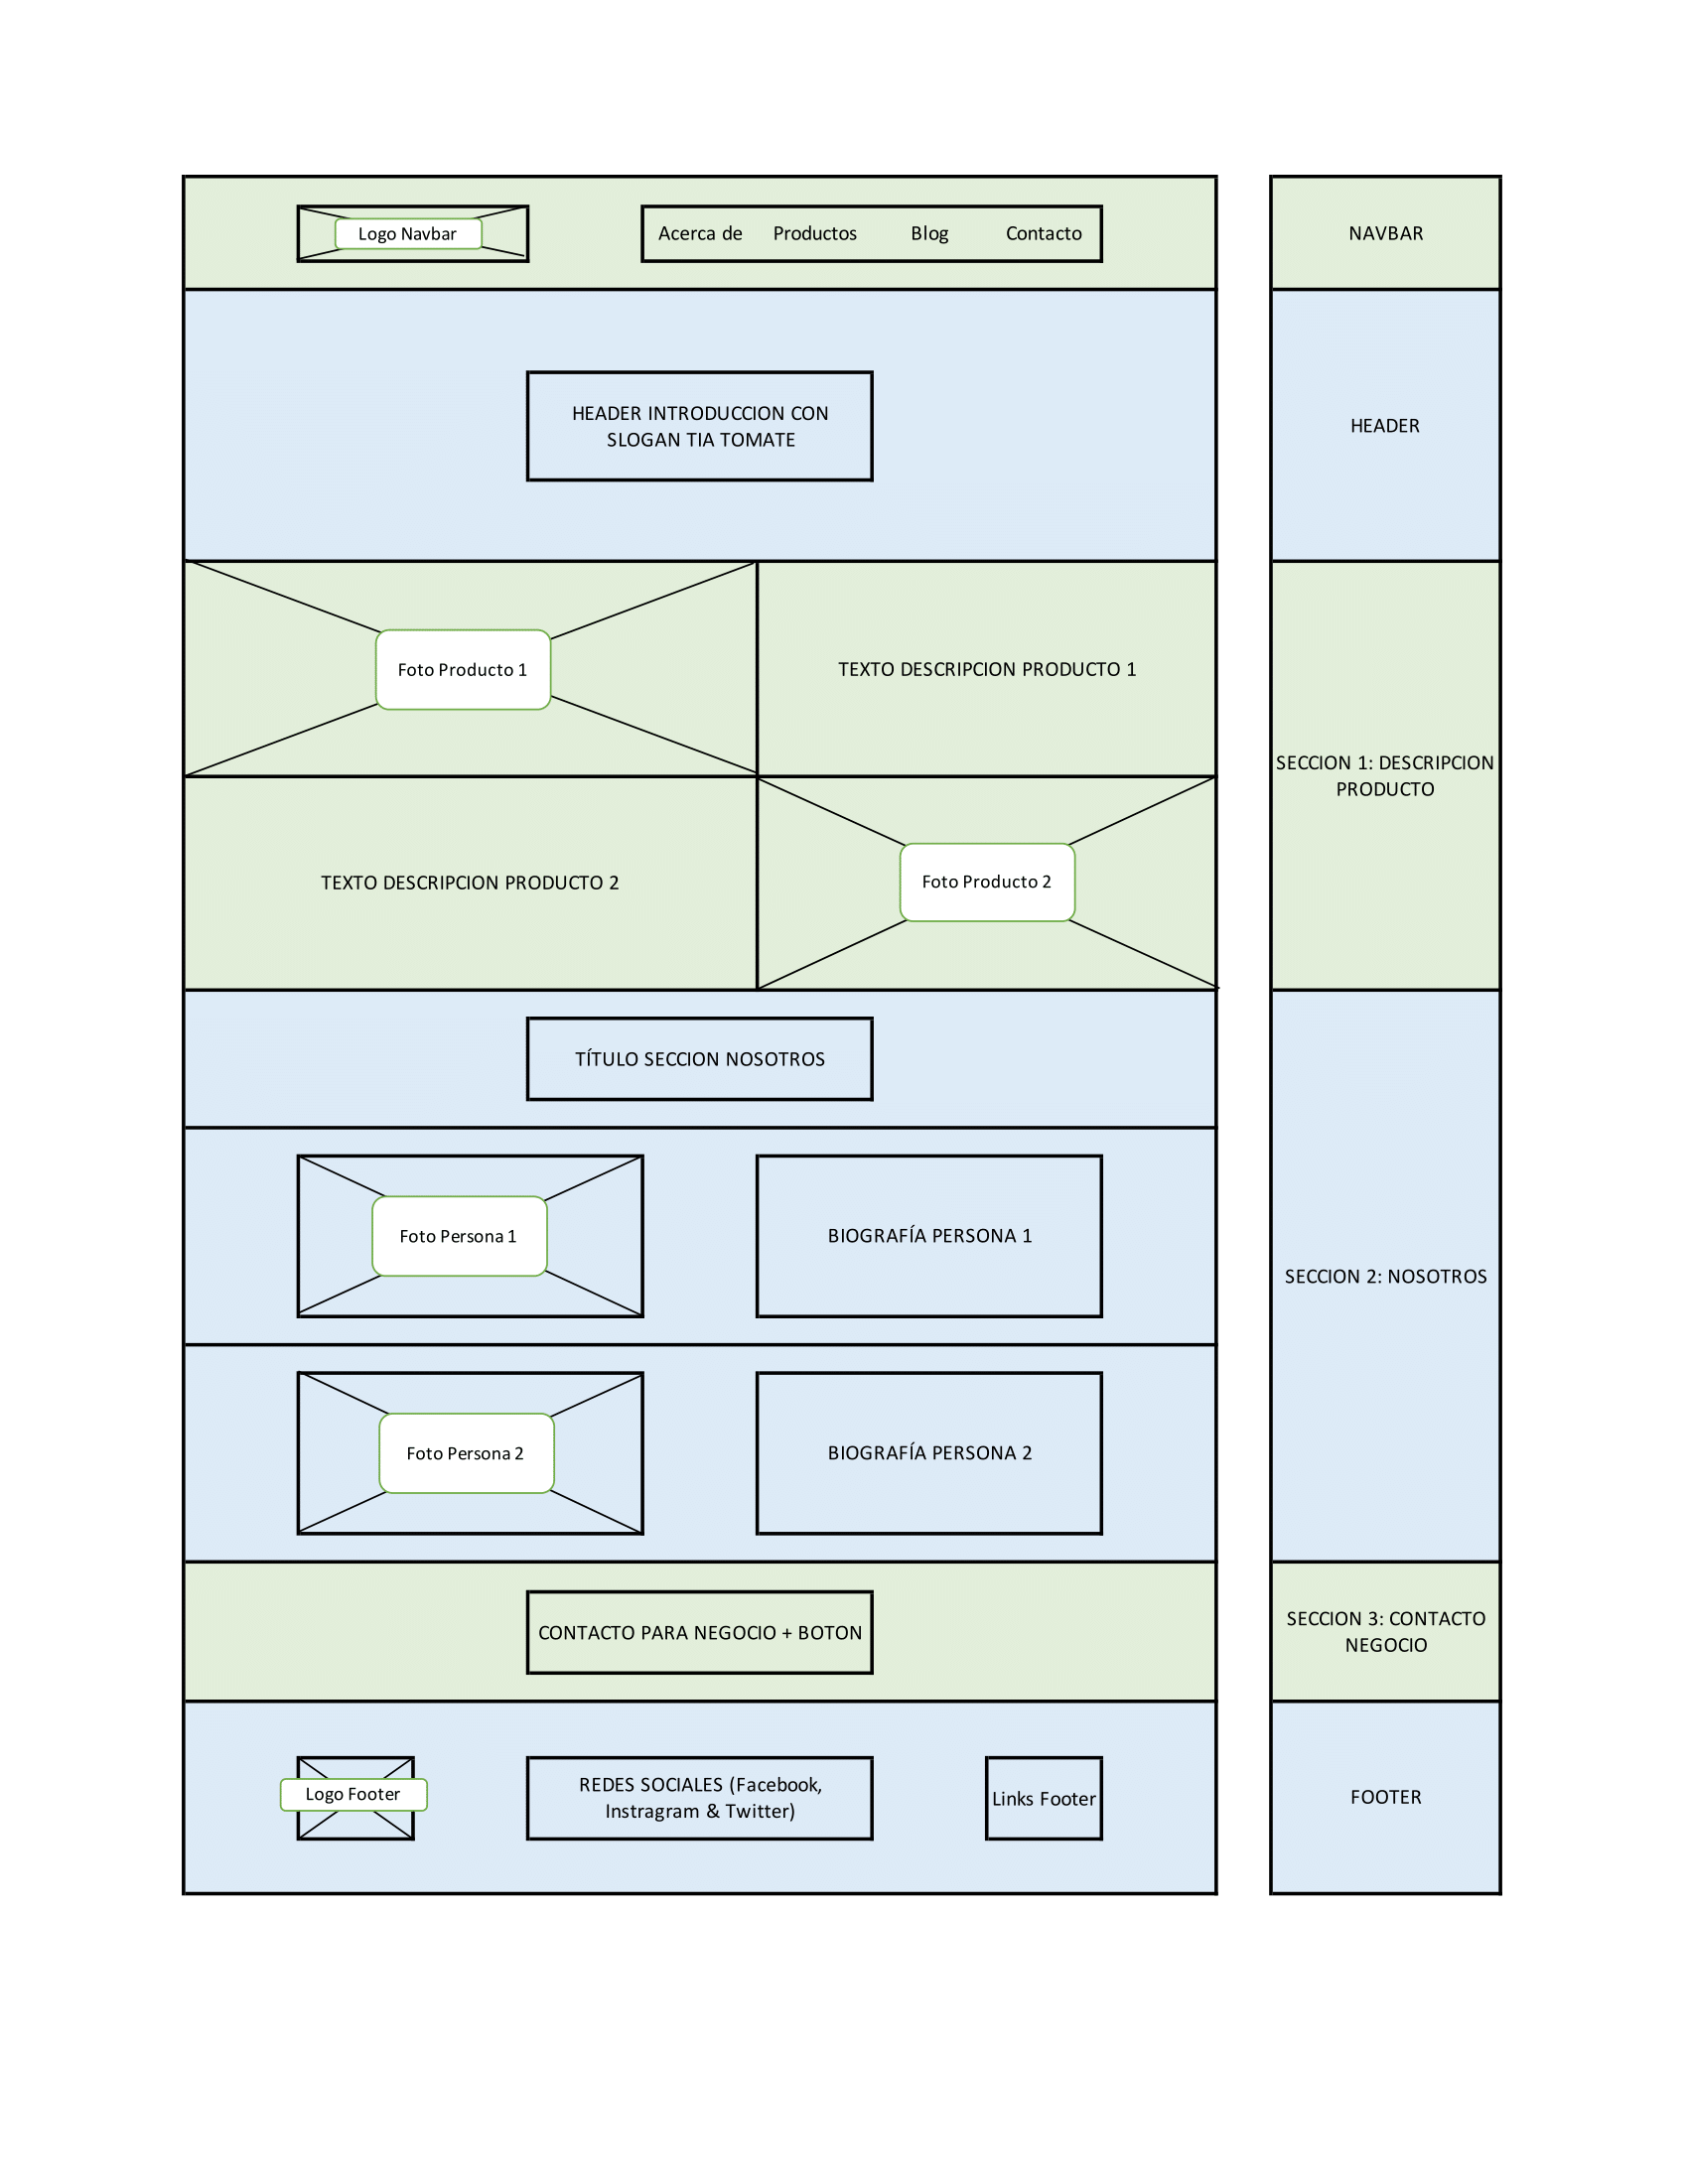 Logo Navbar
Acerca de Productos Blog Contacto
NAVBAR
HEADER INTRODUCCION CON
SLOGAN TIA TOMATE
HEADER
Foto Producto 1
TEXTO DESCRIPCION PRODUCTO 1
SECCION 1: DESCRIPCION
PRODUCTO
TEXTO DESCRIPCION PRODUCTO 2
Foto Producto 2
TÍTULO SECCION NOSOTROS
Foto Persona 1
BIOGRAFÍA PERSONA 1
SECCION 2: NOSOTROS
Foto Persona 2
BIOGRAFÍA PERSONA 2
CONTACTO PARA NEGOCIO + BOTON
SECCION 3: CONTACTO
NEGOCIO
Logo Footer
REDES SOCIALES (Facebook,
Instragram & Twitter)
Links Footer
FOOTER